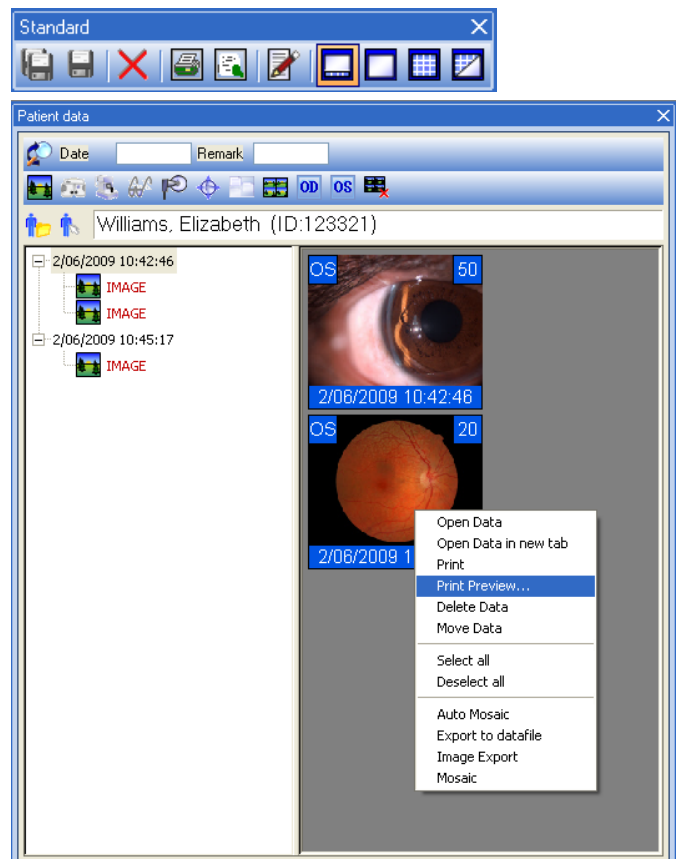 Standard
Patient data
Date Remark
OD OS
Williams, Elizabeth (ID:123321)
2/06/2009 10:42:46
IMAGE
IMAGE
2/06/2009 10:45:17
IMAGE
OS 50
2/06/2009 10:42:46
OS 20
2/06/2009 1
Open Data
Open Data in new tab
Print
Print Preview...
Delete Data
Move Data
Select all
Deselect all
Auto Mosaic
Export to datafile
Image Export
Mosaic